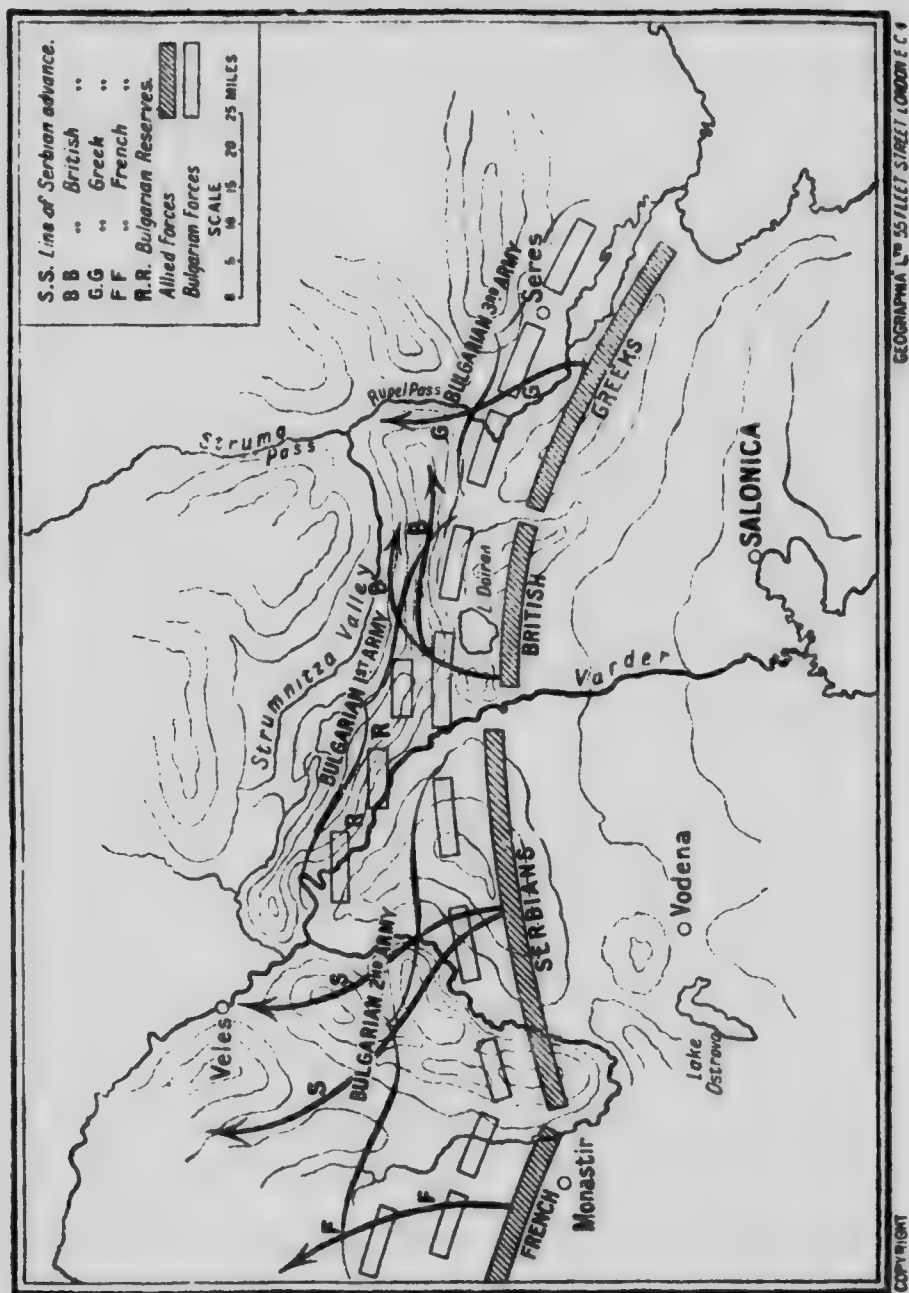 S.S. Line of Serbian advance.
B B ,, British ,,
G.G ,, Greek ,,
F F ,, French ,,
R.R. Bulgarian Reserves.
Allied Forces
Bulgarian Forces
SCALE
0 5 10 15 20 25 MILES
Struma
Pass
Rupel Pass
Strumnitza Valley
BULGARIAN 1ST ARMY
BULGARIAN 2ND ARMY
BULGARIAN 3RD ARMY
Veles
Seres
S
S
F
F
R
R
B
B
G
G
L Doiran
FRENCH
SERBIANS
BRITISH
GREEKS
Monastir
Varder
Vodena
Lake
Ostrovo
SALONICA
COPYRIGHT
GEOGRAPHIA LTD 55 FLEET STREET LONDON E C 4